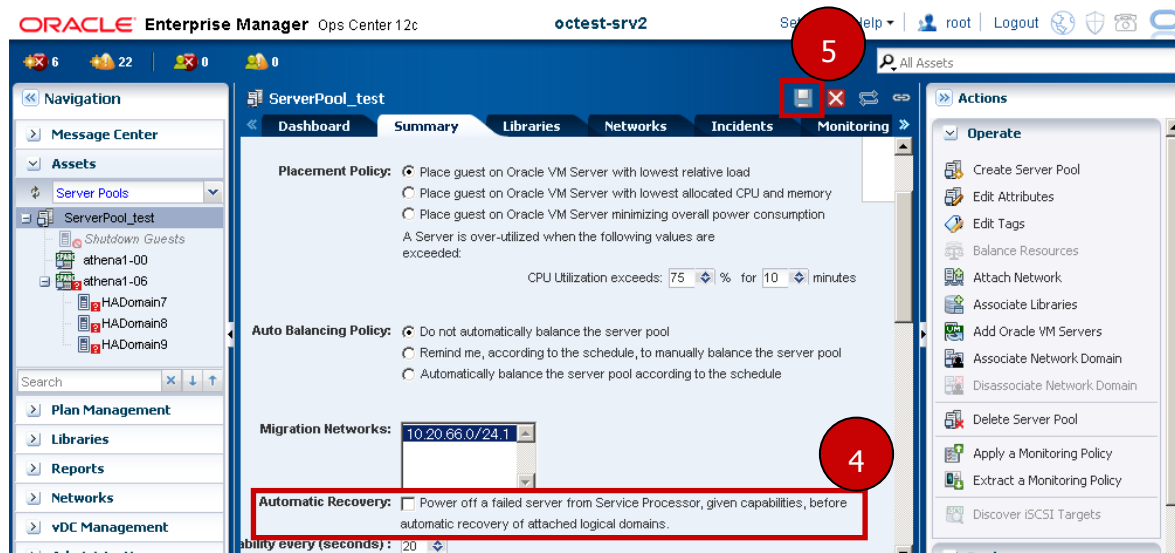 ORACLE Enterprise Manager Ops Center 12c
octest-srv2
elp
root
Logout
6
22
0
0
All Assets
5
Navigation
Message Center
Assets
Server Pools
ServerPool_test
Shutdown Guests
athena1-00
athena1-06
HADomain7
HADomain8
HADomain9
Search
Plan Management
Libraries
Reports
Networks
vDC Management
ServerPool_test
Dashboard
Summary
Libraries
Networks
Incidents
Monitoring
Placement Policy:
Place guest on Oracle VM Server with lowest relative load
Place guest on Oracle VM Server with lowest allocated CPU and memory
Place guest on Oracle VM Server minimizing overall power consumption
A Server is over-utilized when the following values are
exceeded:
CPU Utilization exceeds: 75 % for 10 minutes
Auto Balancing Policy:
Do not automatically balance the server pool
Remind me, according to the schedule, to manually balance the server pool
Automatically balance the server pool according to the schedule
Migration Networks:
10.20.66.0/24.1
4
Automatic Recovery:
Power off a failed server from Service Processor, given capabilities, before
automatic recovery of attached logical domains.
ability every (seconds) : 20
Actions
Operate
Create Server Pool
Edit Attributes
Edit Tags
Balance Resources
Attach Network
Associate Libraries
Add Oracle VM Servers
Associate Network Domain
Disassociate Network Domain
Delete Server Pool
Apply a Monitoring Policy
Extract a Monitoring Policy
Discover iSCSI Targets